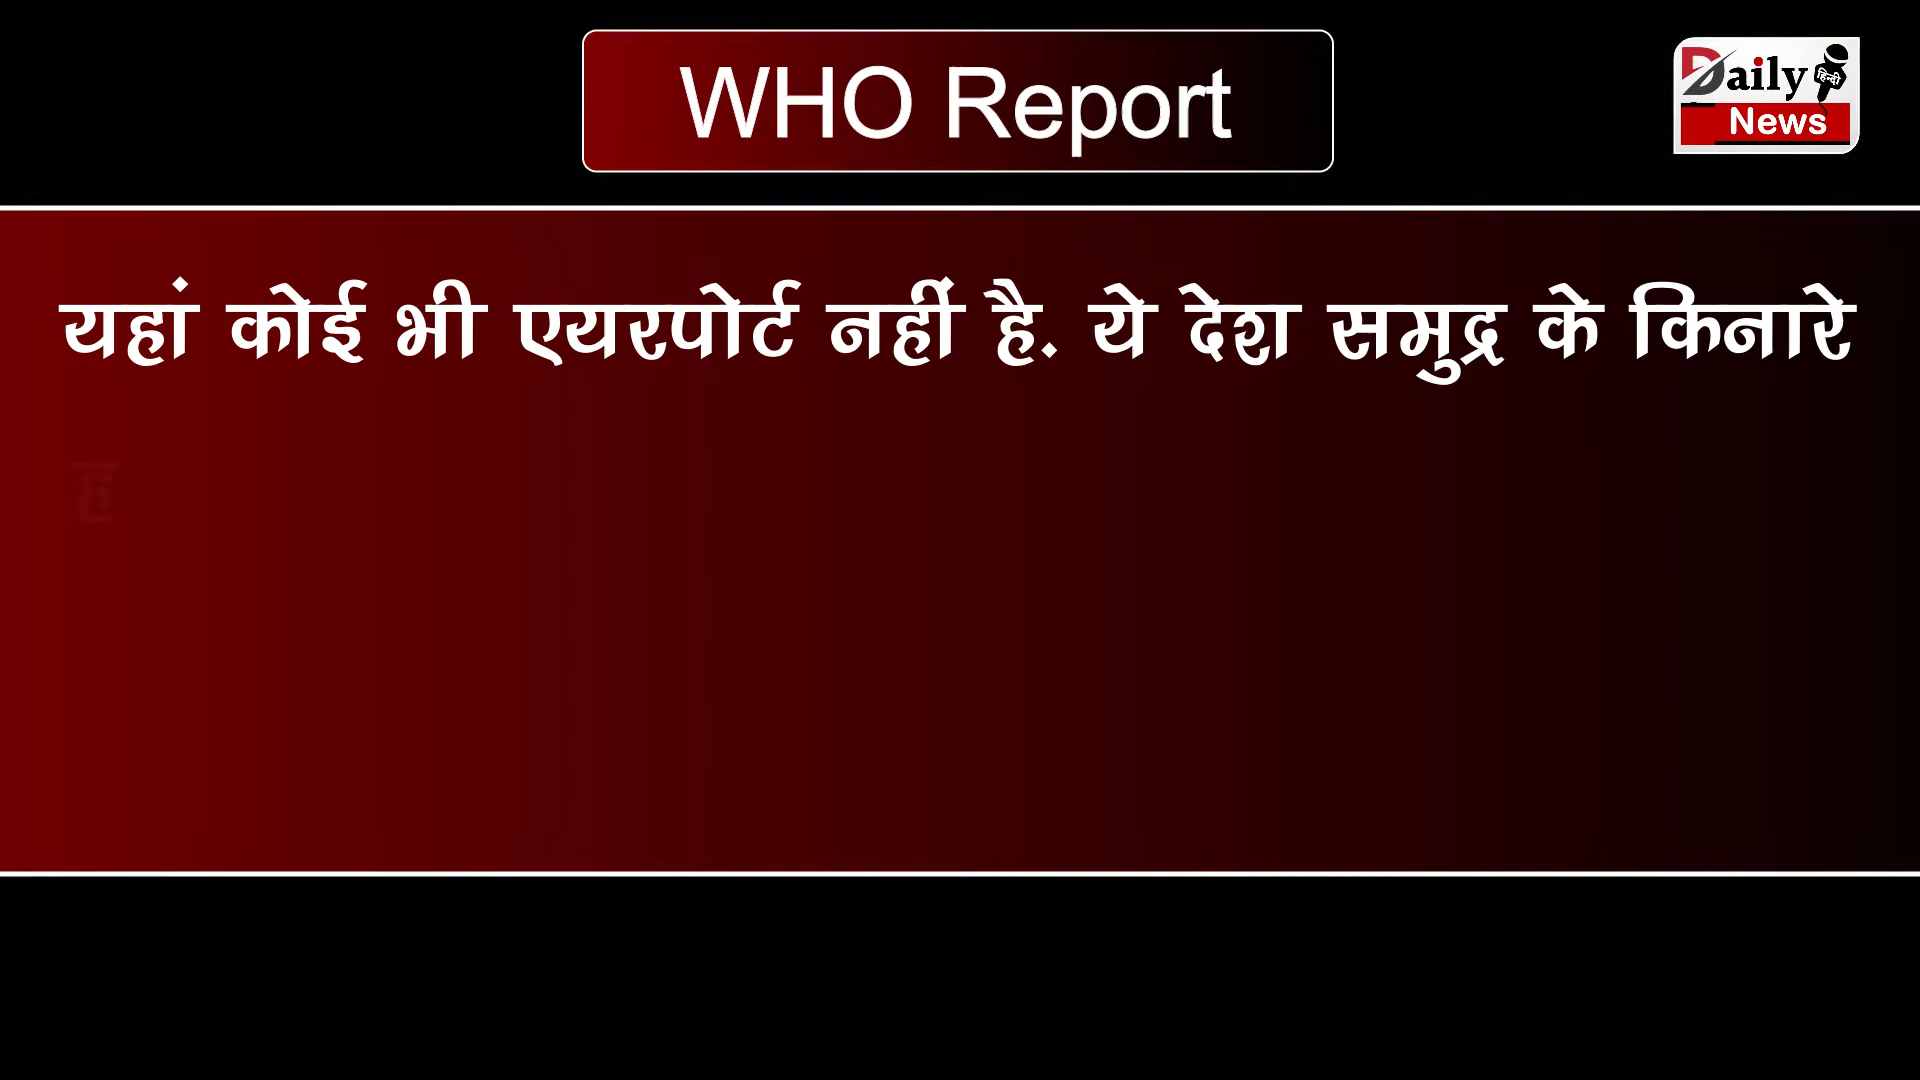 WHO Report
Daily हिन्दी
News
यहां कोई भी एयरपोर्ट नहीं है. ये देश समुद्र के किनारे
ह